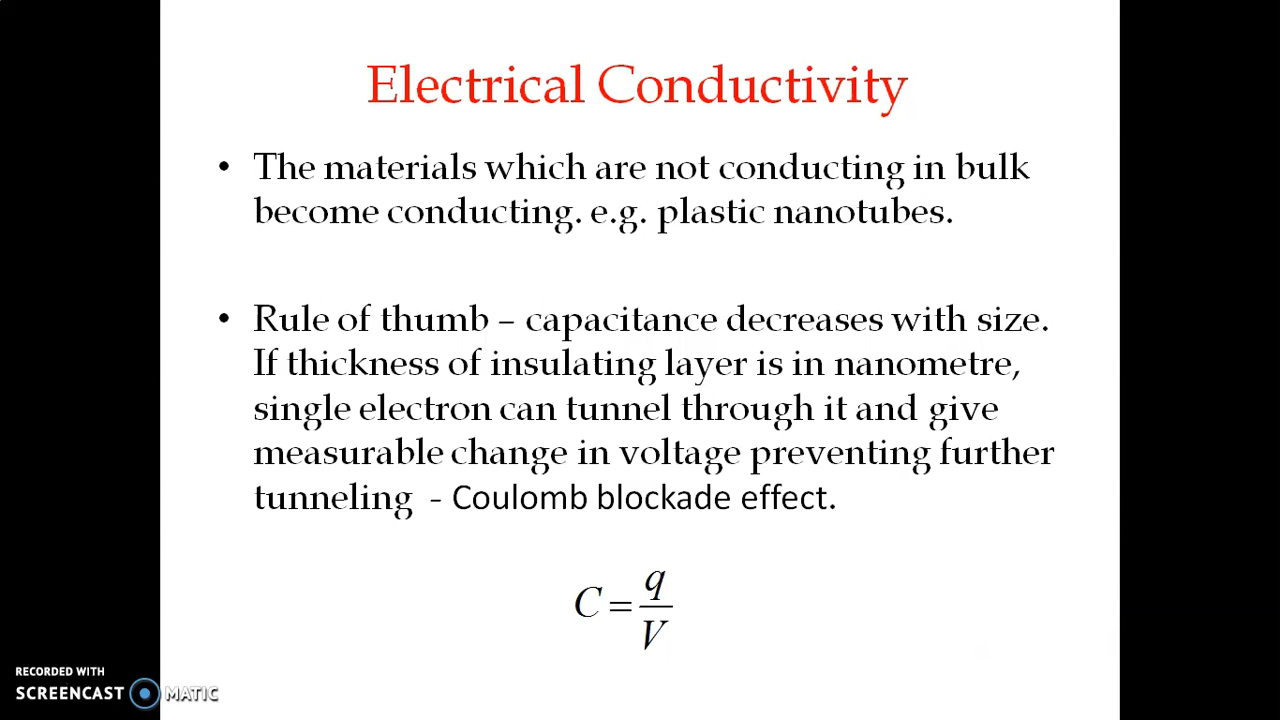 Electrical Conductivity
• The materials which are not conducting in bulk
become conducting. e.g. plastic nanotubes.
• Rule of thumb – capacitance decreases with size.
If thickness of insulating layer is in nanometre,
single electron can tunnel through it and give
measurable change in voltage preventing further
tunneling - Coulomb blockade effect.
C = q/V
RECORDED WITH
SCREENCAST MATIC